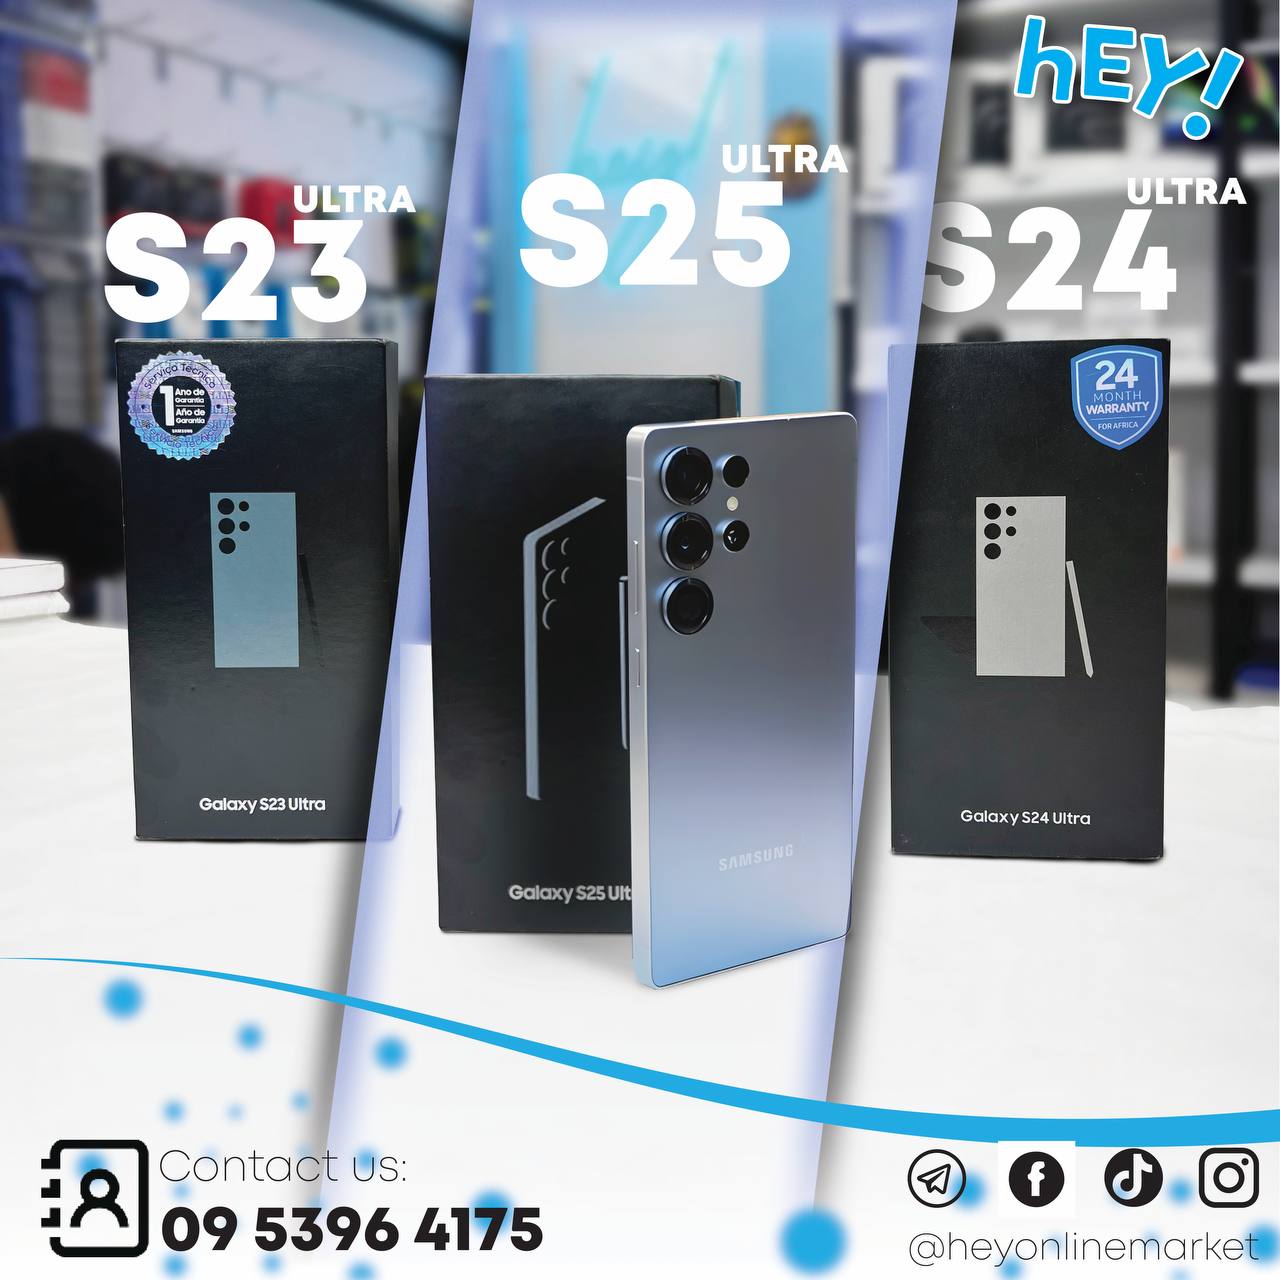 hEY!
ULTRA
S23
ULTRA
S25
ULTRA
S24
Serviço Técnico
1 Ano de
Garantia
Año de
Garantía
SAMSUNG
Galaxy S23 Ultra
Galaxy S25 Ult
SAMSUNG
24
MONTH
WARRANTY
FOR AFRICA
Galaxy S24 Ultra
Contact us:
09 5396 4175
@heyonlinemarket